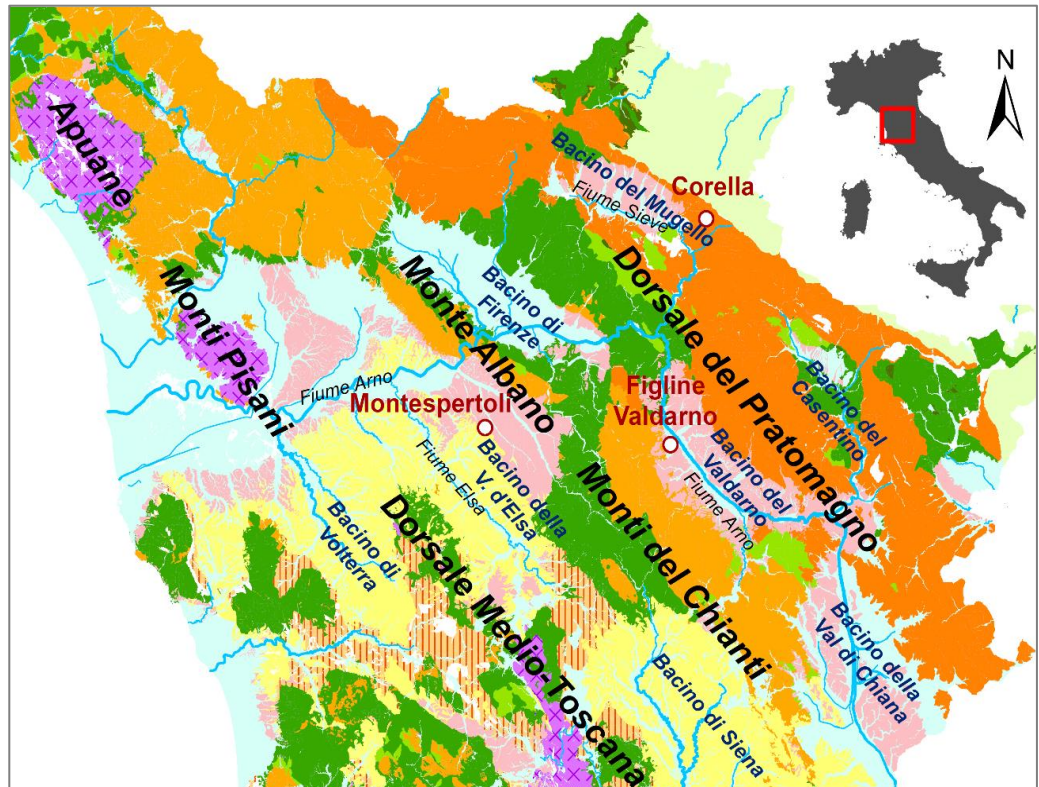 N
Apuane
Bacino del Mugello
Corella
Fiume Sieve
Monti Pisani
Monte Albano
Bacino di
Firenze
Dorsale del Pratomagno
Fiume Arno
Montespertoli
Figline
Valdarno
Bacino del
Casentino
Bacino del
Valdarno
Fiume Arno
Fiume Elsa
Bacino della
V. d'Elsa
Monti del Chianti
Bacino di
Volterra
Dorsale Medio-Toscana
Bacino di Siena
Bacino della
Val di Chiana